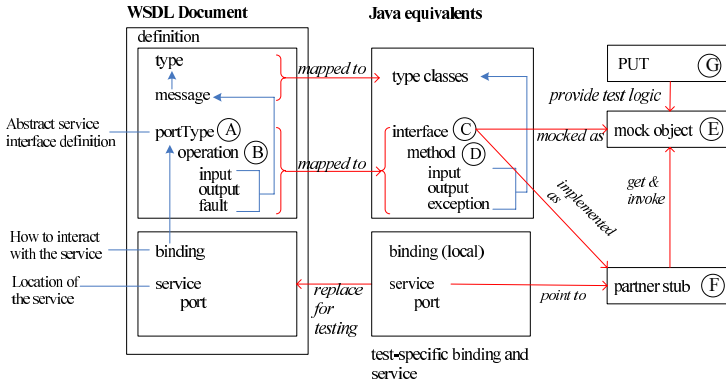 WSDL Document
Java equivalents
definition
type
message
mapped to
type classes
PUT G
provide test logic
Abstract service
interface definition
portType A
operation B
input
output
fault
mapped to
interface C
method D
input
output
exception
mocked as
mock object E
implemented
as
get &
invoke
How to interact
with the service
binding
Location of
the service
service
port
replace
for
testing
binding (local)
service
port
point to
partner stub F
test-specific binding and
service